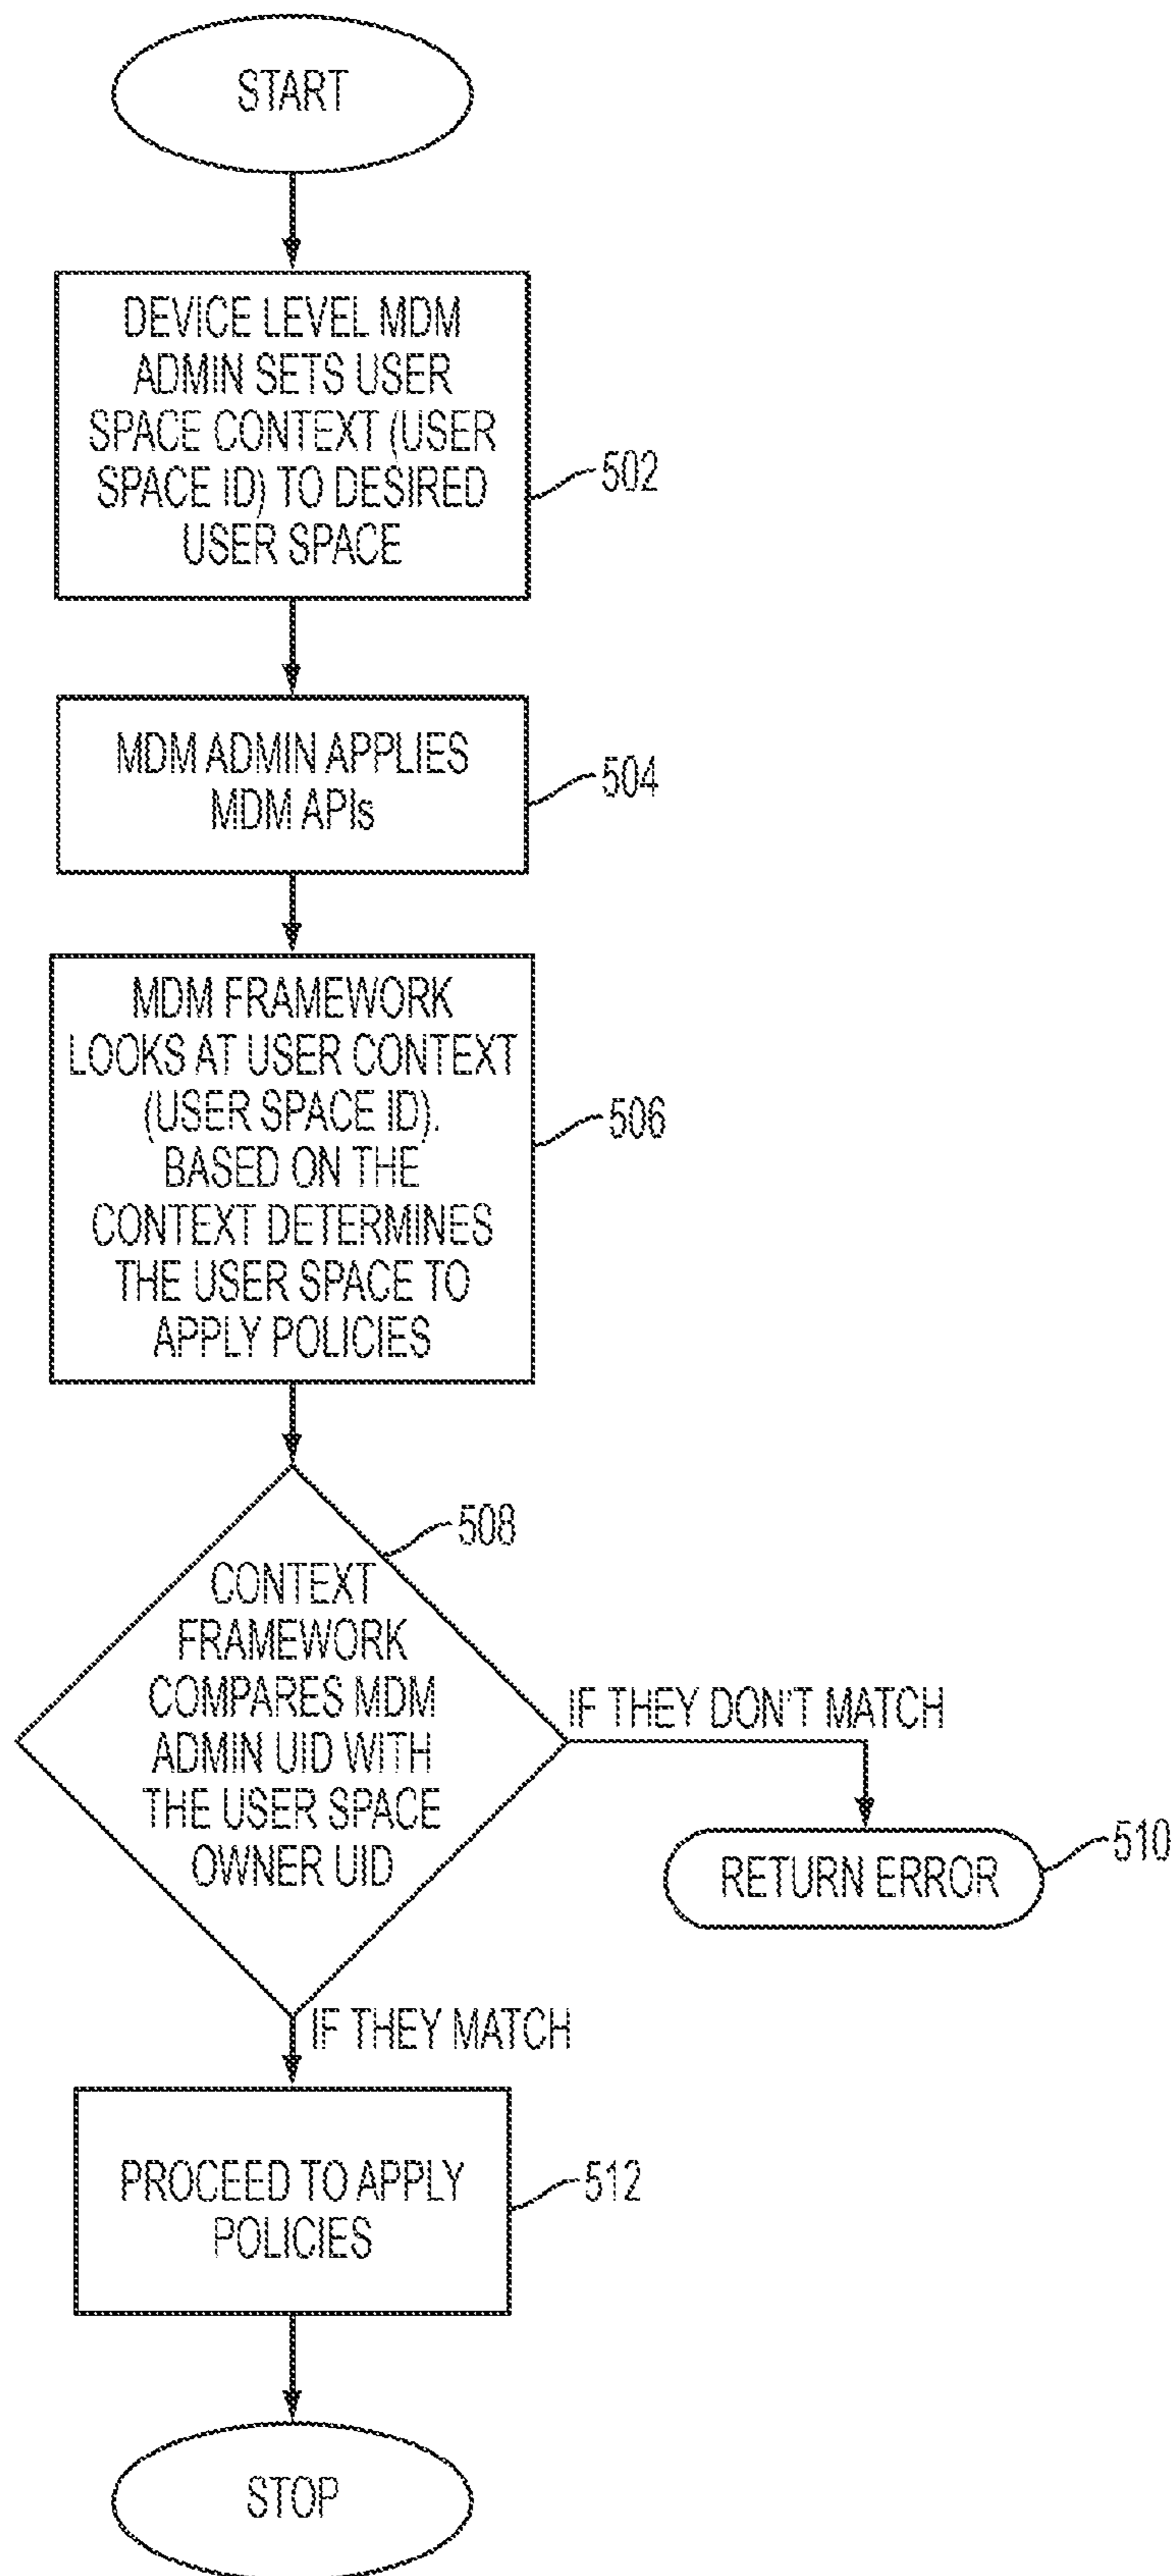 START
DEVICE LEVEL MDM
ADMIN SETS USER
SPACE CONTEXT (USER
SPACE ID) TO DESIRED
USER SPACE
502
MDM ADMIN APPLIES
MDM APIs
504
MDM FRAMEWORK
LOOKS AT USER CONTEXT
(USER SPACE ID).
BASED ON THE
CONTEXT DETERMINES
THE USER SPACE TO
APPLY POLICIES
506
508
CONTEXT
FRAMEWORK
COMPARES MDM
ADMIN UID WITH
THE USER SPACE
OWNER UID
IF THEY DON'T MATCH
RETURN ERROR
510
IF THEY MATCH
PROCEED TO APPLY
POLICIES
512
STOP